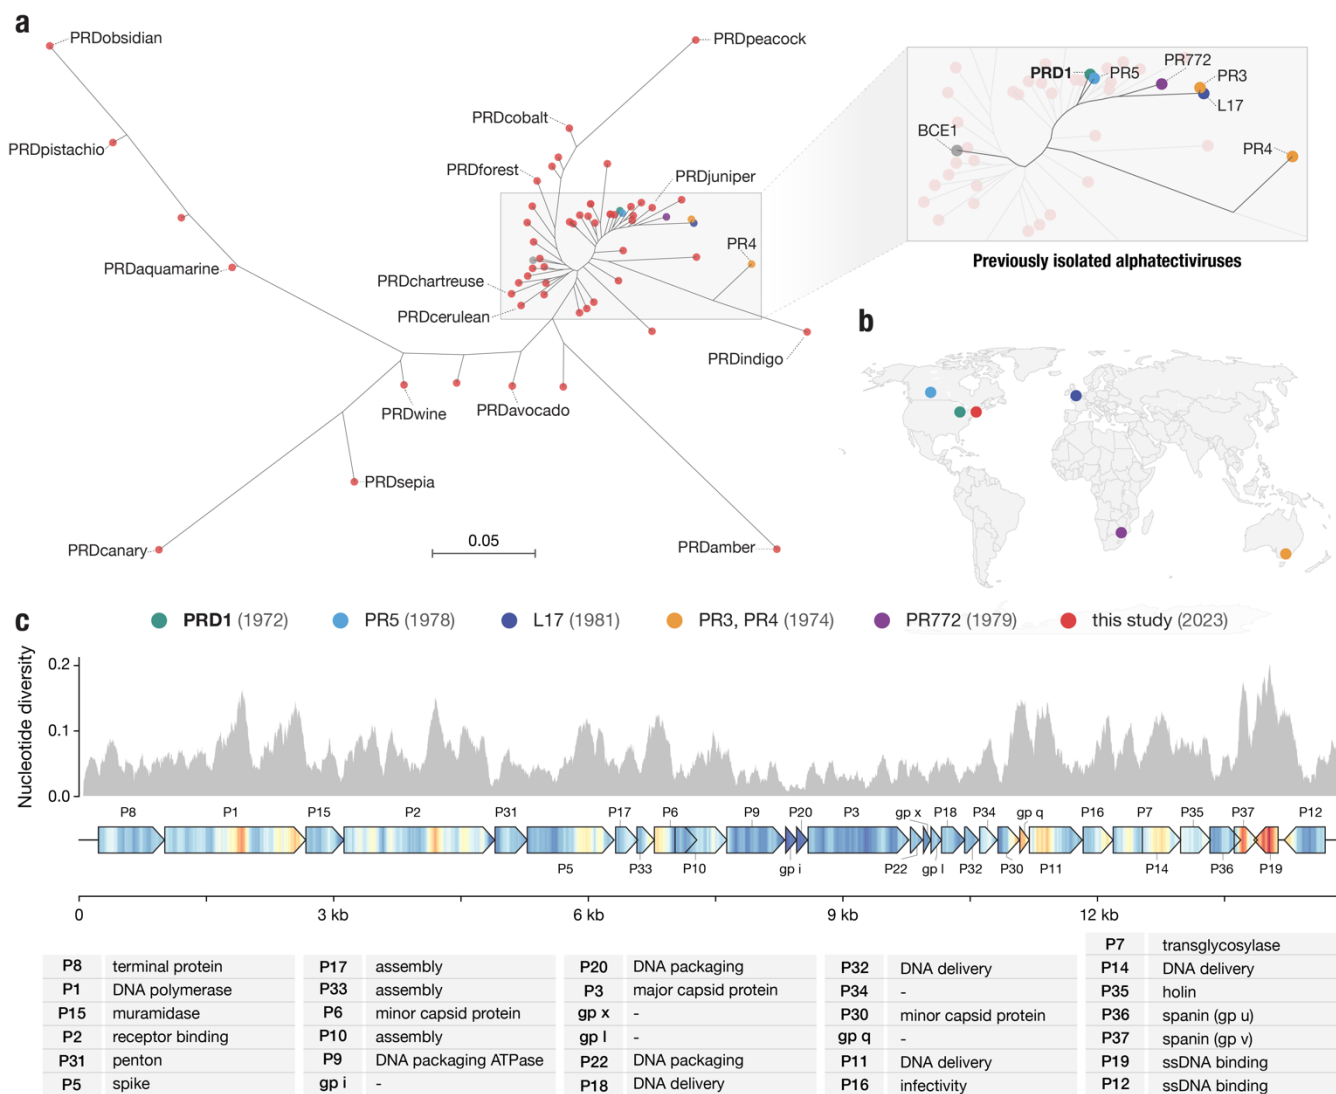 a
PRDobsidian
PRDpeacock
PRDpistachio
PRDcobalt
PRDforest
PRDjuniper
PRDaquamarine
PR4
PRDchartreuse
PRDcerulean
PRDindigo
PRDwine
PRDavocado
PRDsepia
PRDcanary
0.05
PRDamber
PRD1
PR5
PR772
PR3
L17
BCE1
PR4
Previously isolated alphatectiviruses
b
c
PRD1 (1972)
PR5 (1978)
L17 (1981)
PR3, PR4 (1974)
PR772 (1979)
this study (2023)
Nucleotide diversity
0.2
0.1
0.0
P8 P1 P15 P2 P31 P17 P6 P9 P20 P3 gp x P18 P34 gp q P16 P7 P35 P37 P12
P5 P33 P10 gp i P22 gp l P32 P30 P11 P14 P36 P19
0 3 kb 6 kb 9 kb 12 kb
P8 terminal protein
P1 DNA polymerase
P15 muramidase
P2 receptor binding
P31 penton
P5 spike
P17 assembly
P33 assembly
P6 minor capsid protein
P10 assembly
P9 DNA packaging ATPase
gp i -
P20 DNA packaging
P3 major capsid protein
gp x -
gp l -
P22 DNA packaging
P18 DNA delivery
P32 DNA delivery
P34 -
P30 minor capsid protein
gp q -
P11 DNA delivery
P16 infectivity
P7 transglycosylase
P14 DNA delivery
P35 holin
P36 spanin (gp u)
P37 spanin (gp v)
P19 ssDNA binding
P12 ssDNA binding